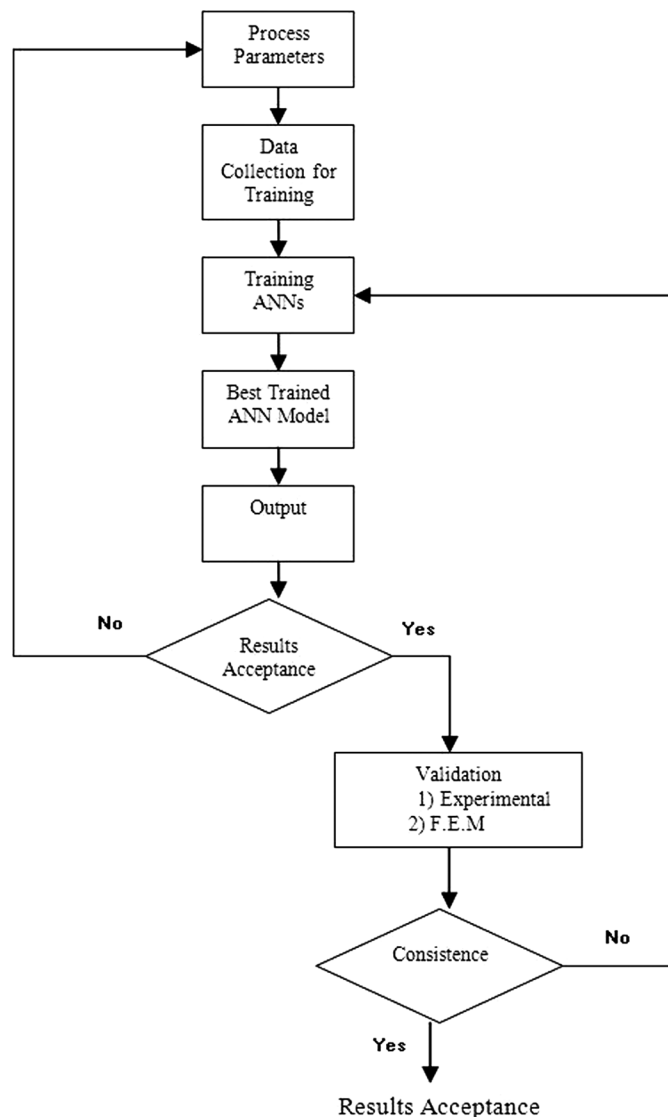 Process
Parameters
Data
Collection for
Training
Training
ANNs
Best Trained
ANN Model
Output
No
Yes
Results
Acceptance
Validation
1) Experimental
2) F.E.M
Consistence
No
Yes
Results Acceptance